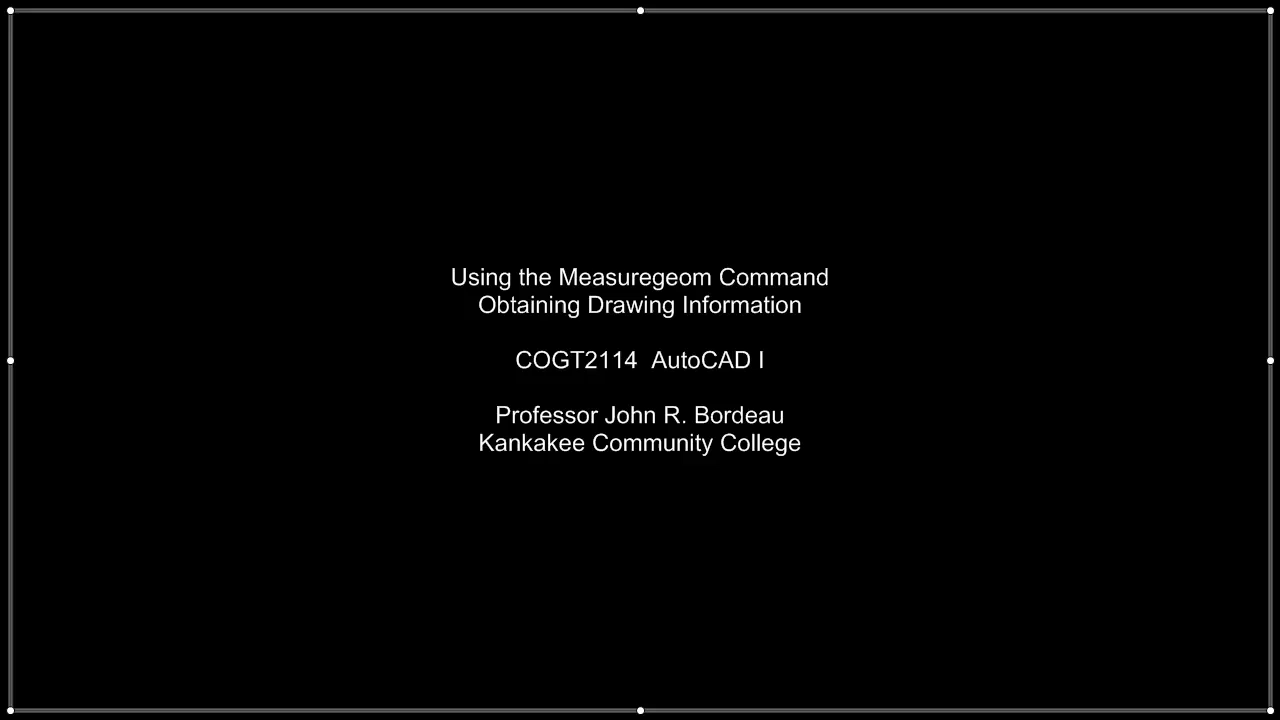 Using the Measuregeom Command
Obtaining Drawing Information
COGT2114  AutoCAD I
Professor John R. Bordeau
Kankakee Community College